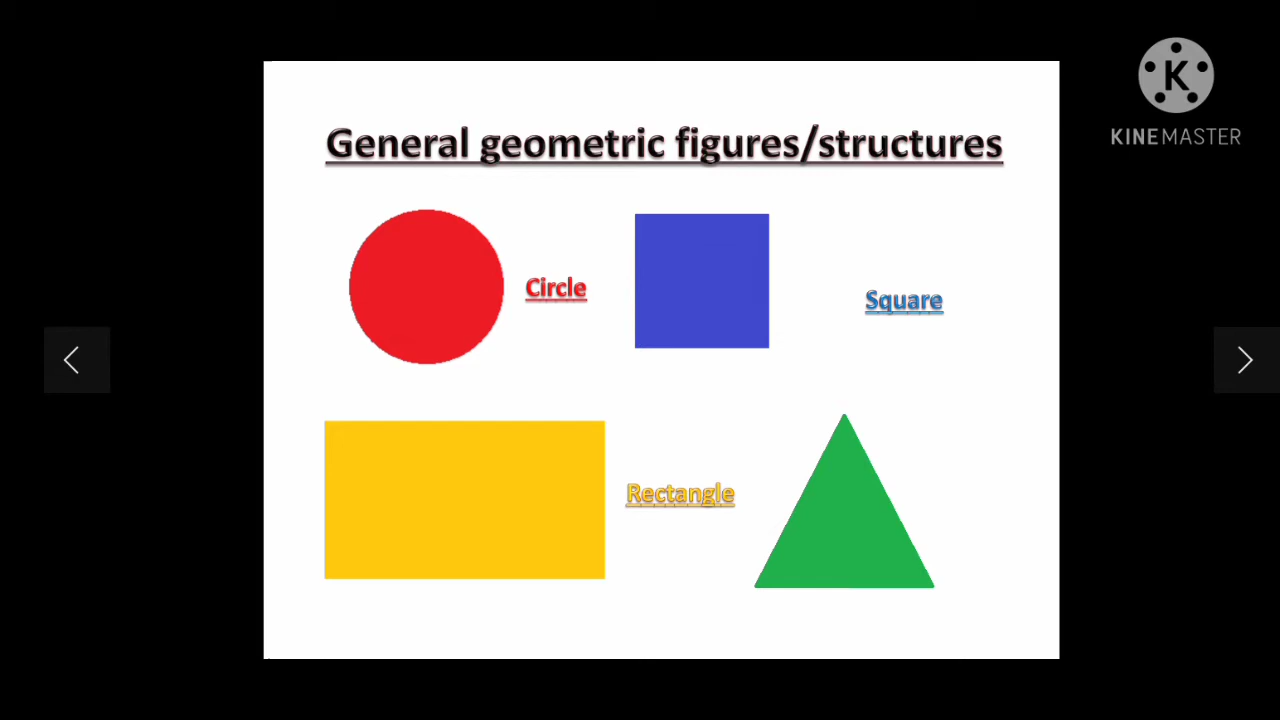 General geometric figures/structures
Circle
Square
Rectangle
K
KINEMASTER